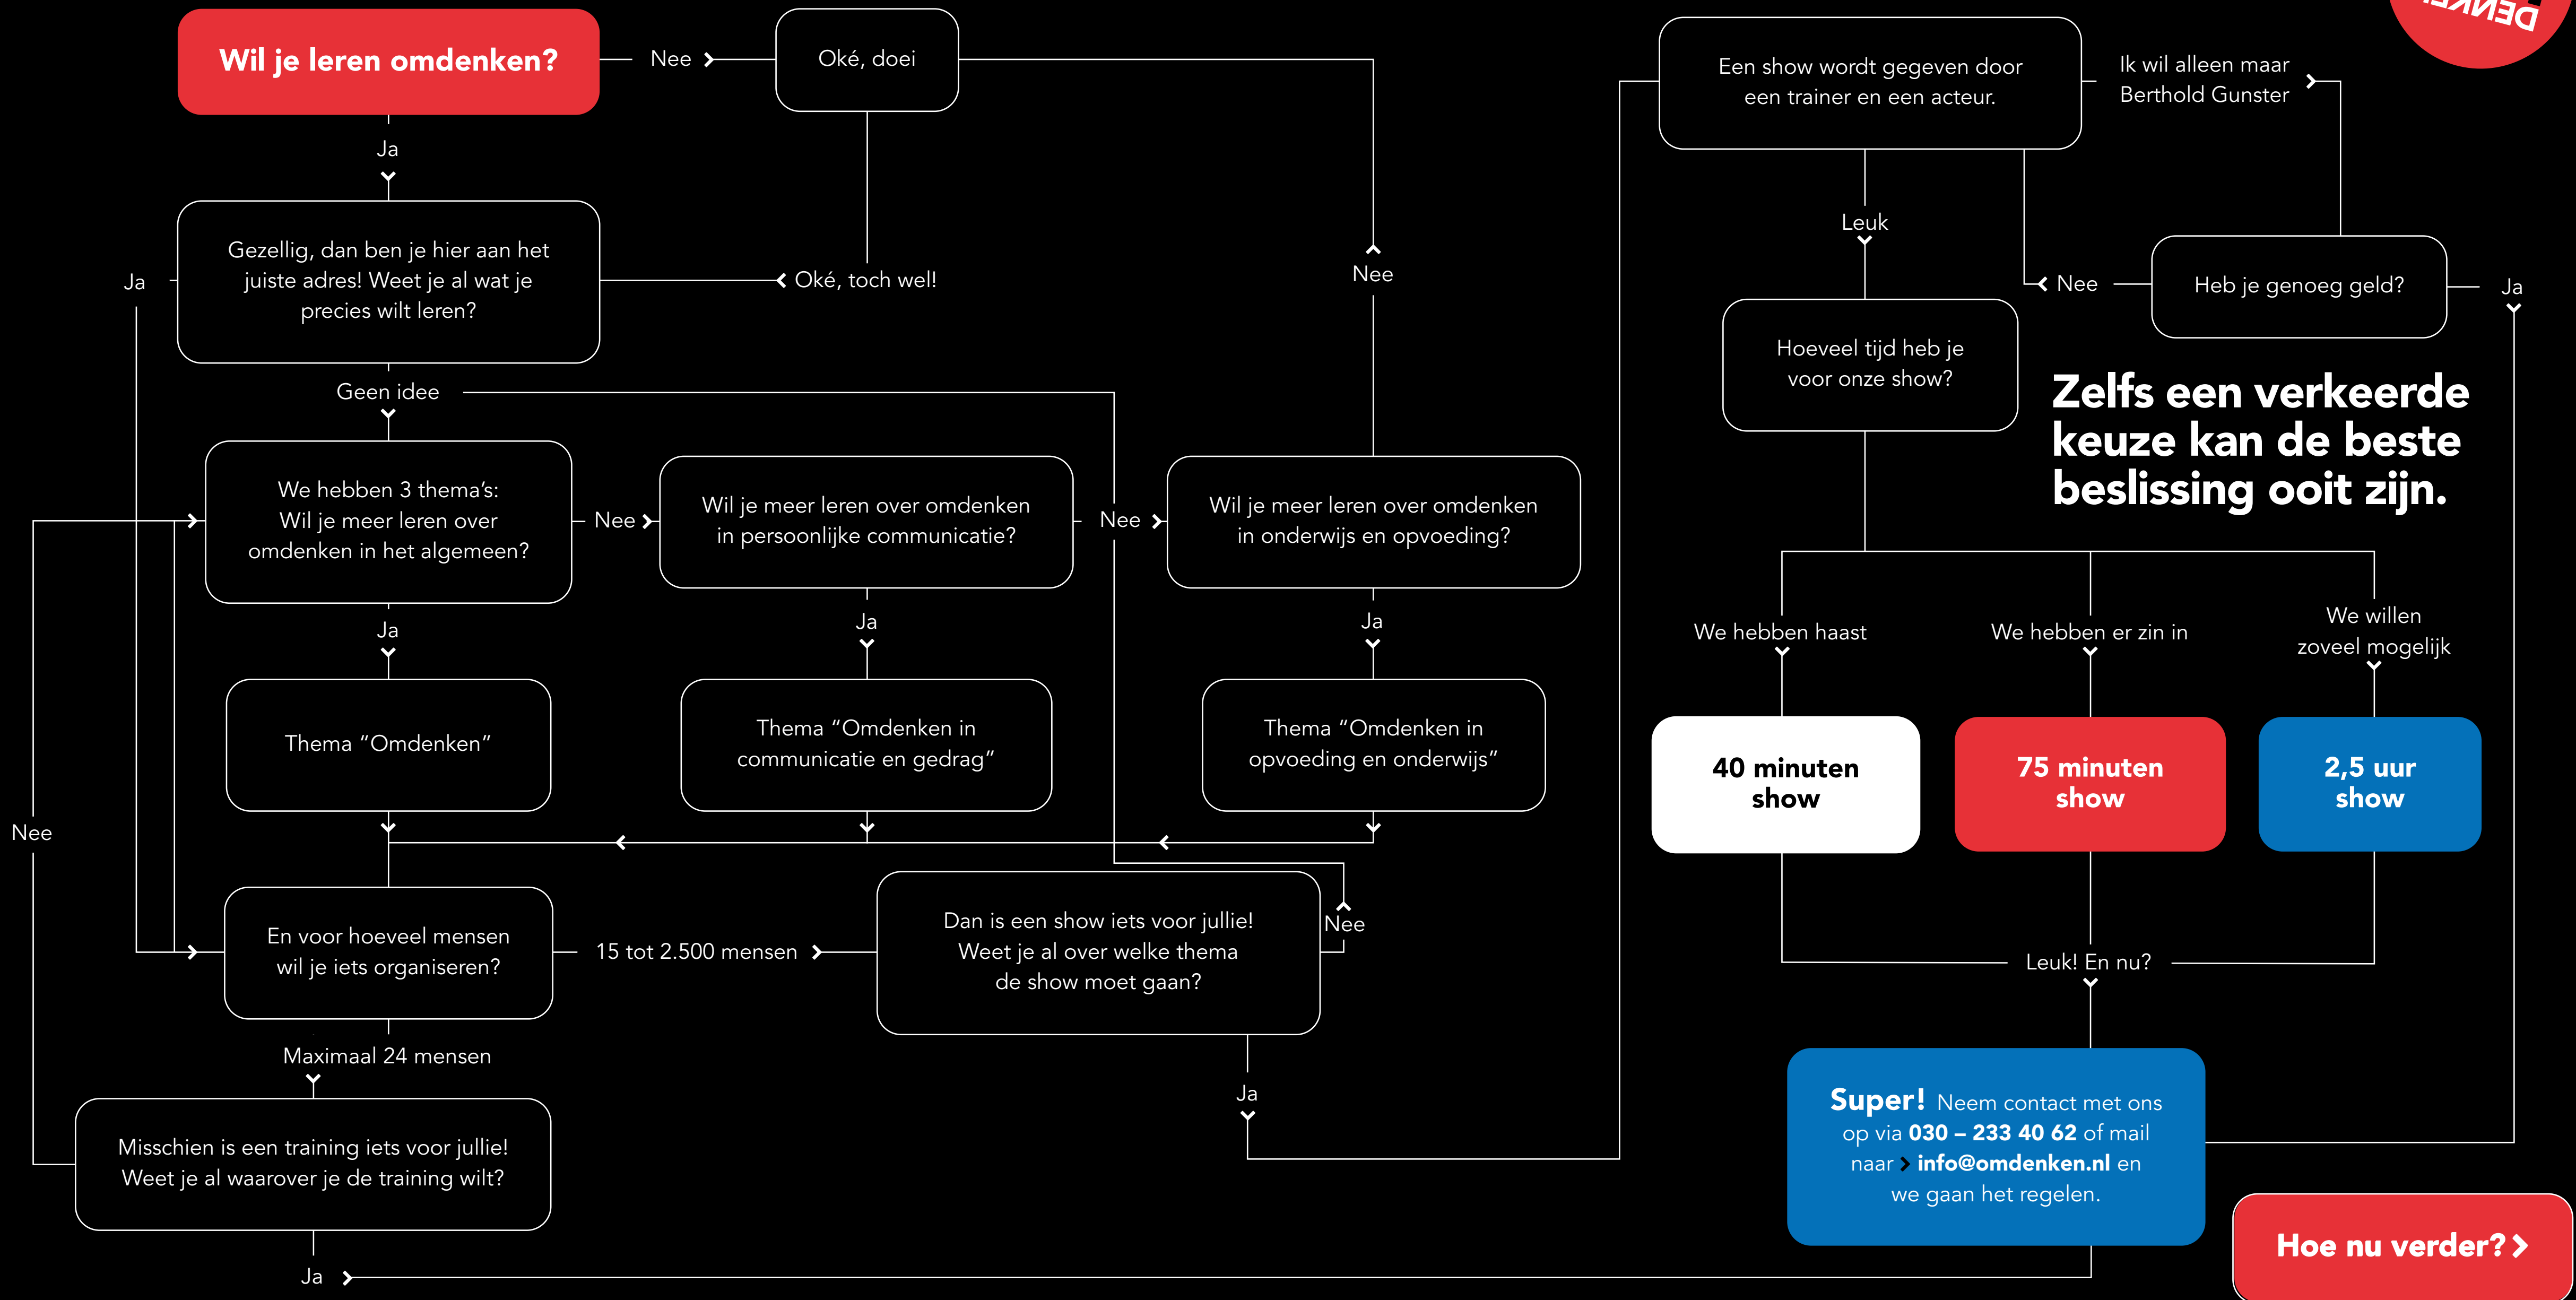 Wil je leren omdenken?
Nee
Oké, doei
Ja
Gezellig, dan ben je hier aan het
juiste adres! Weet je al wat je
precies wilt leren?
Ja
Oké, toch wel!
Nee
Geen idee
We hebben 3 thema’s:
Wil je meer leren over
omdenken in het algemeen?
Nee
Wil je meer leren over omdenken
in persoonlijke communicatie?
Nee
Wil je meer leren over omdenken
in onderwijs en opvoeding?
Ja
Ja
Ja
Thema “Omdenken”
Thema “Omdenken in
communicatie en gedrag”
Thema “Omdenken in
opvoeding en onderwijs”
Nee
En voor hoeveel mensen
wil je iets organiseren?
15 tot 2.500 mensen
Dan is een show iets voor jullie!
Weet je al over welke thema
de show moet gaan?
Nee
Maximaal 24 mensen
Ja
Misschien is een training iets voor jullie!
Weet je al waarover je de training wilt?
Ja
Een show wordt gegeven door
een trainer en een acteur.
Ik wil alleen maar
Berthold Gunster
DENKEN
Leuk
Nee
Heb je genoeg geld?
Ja
Hoeveel tijd heb je
voor onze show?
Zelfs een verkeerde
keuze kan de beste
beslissing ooit zijn.
We hebben haast
We hebben er zin in
We willen
zoveel mogelijk
40 minuten
show
75 minuten
show
2,5 uur
show
Leuk! En nu?
Super! Neem contact met ons
op via 030 – 233 40 62 of mail
naar > info@omdenken.nl en
we gaan het regelen.
Hoe nu verder?